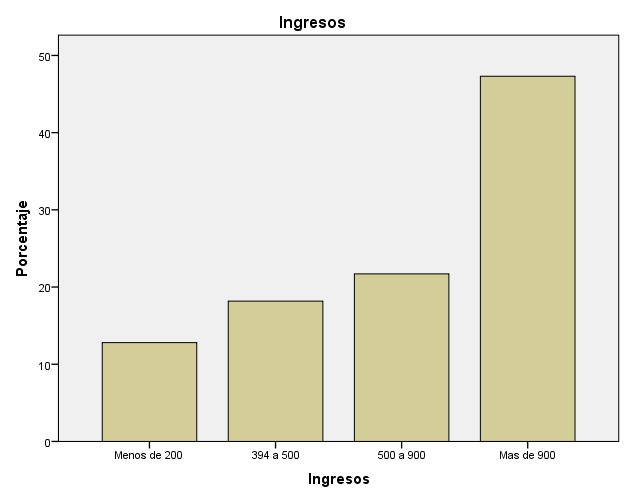 Ingresos
50
40
30
20
10
0
Porcentaje
Menos de 200
394 a 500
500 a 900
Mas de 900
Ingresos